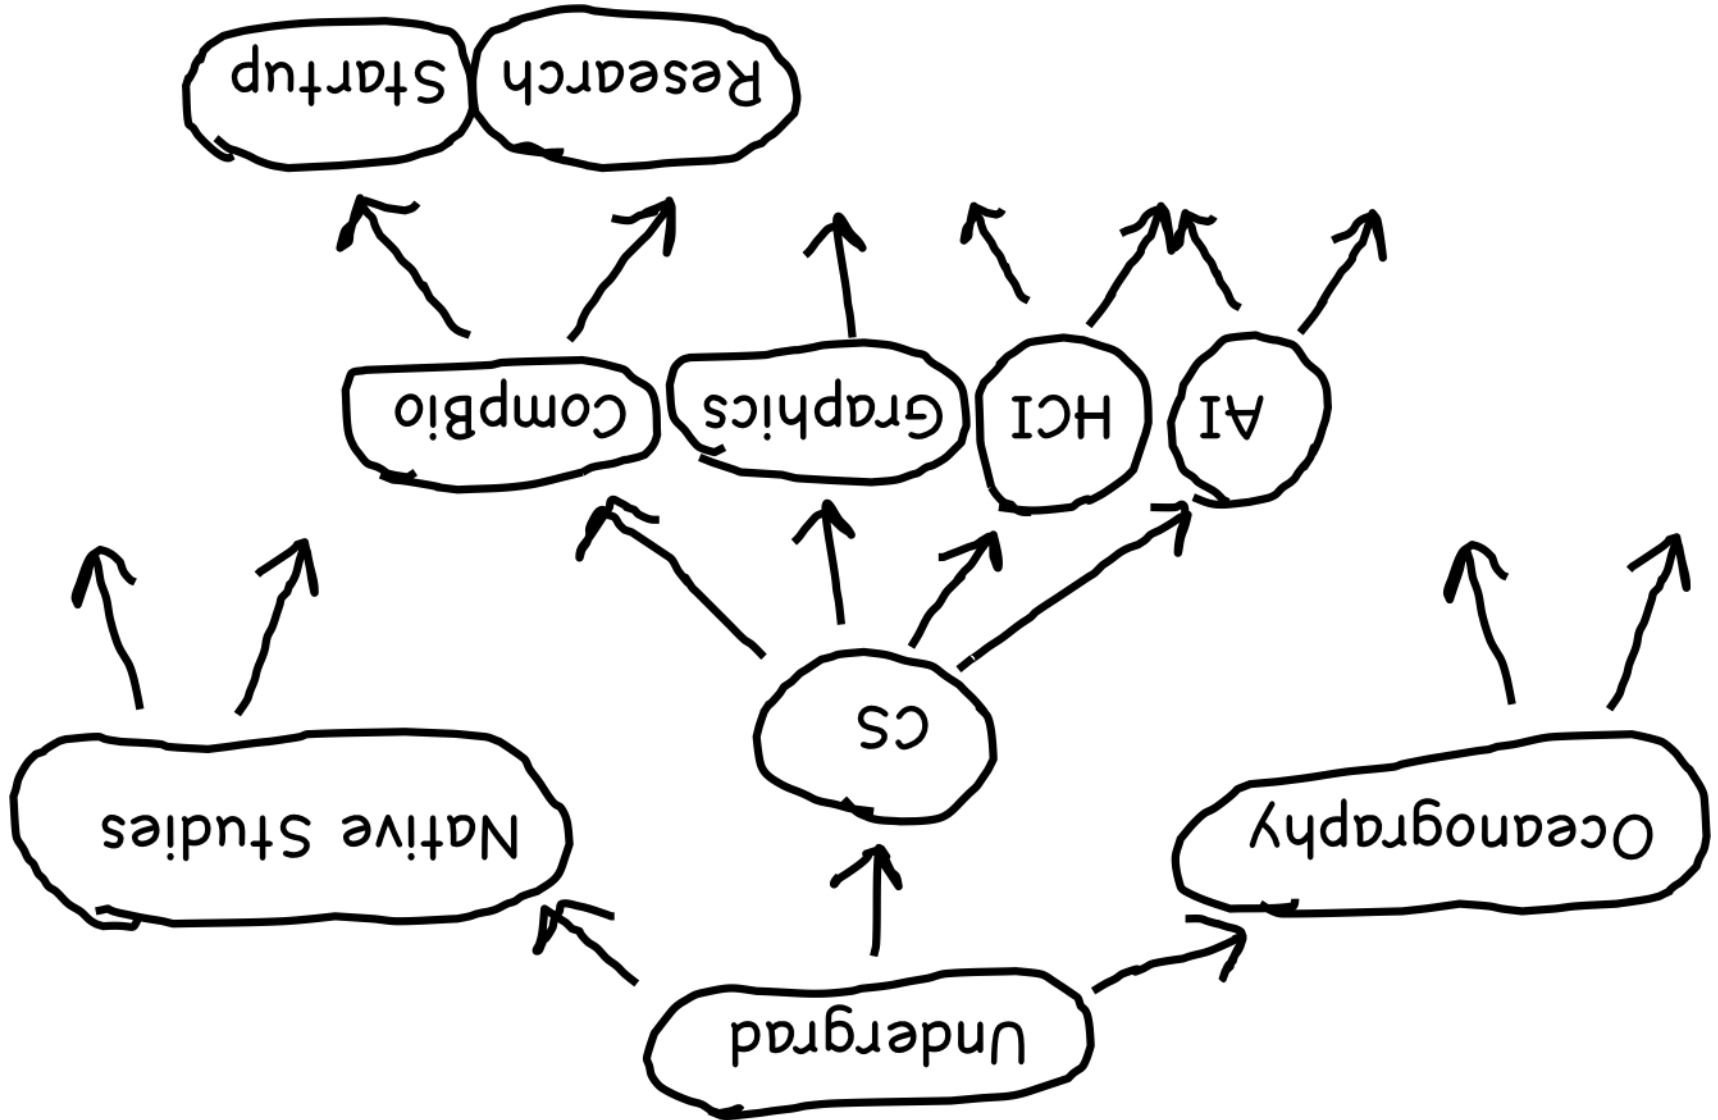 Undergrad
Oceanography
CS
Native Studies
AI
HCI
Graphics
CompBio
Research
Startup